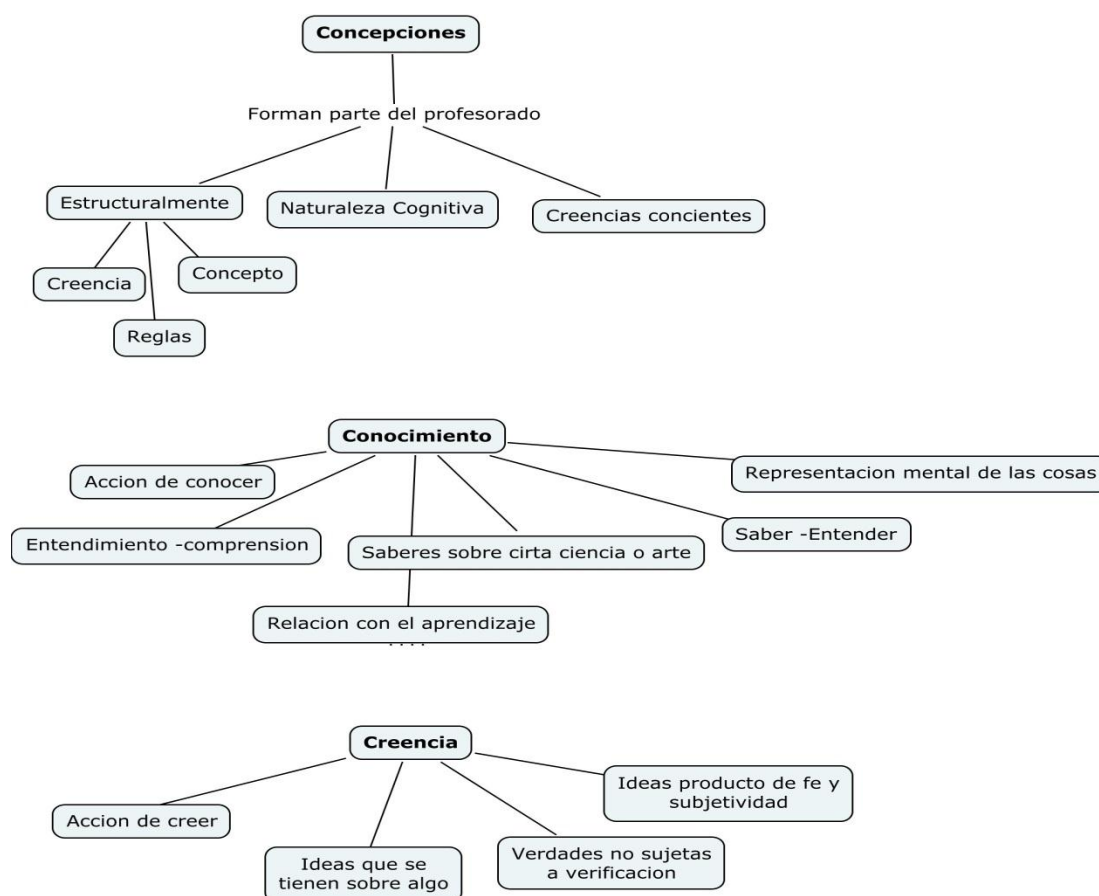 Concepciones
Forman parte del profesorado
Estructuralmente
Naturaleza Cognitiva
Creencias concientes
Creencia
Concepto
Reglas
Conocimiento
Accion de conocer
Representacion mental de las cosas
Entendimiento -comprension
Saberes sobre cirta ciencia o arte
Saber -Entender
Relacion con el aprendizaje
. . . .
Creencia
Ideas producto de fe y
subjetividad
Accion de creer
Ideas que se
tienen sobre algo
Verdades no sujetas
a verificacion